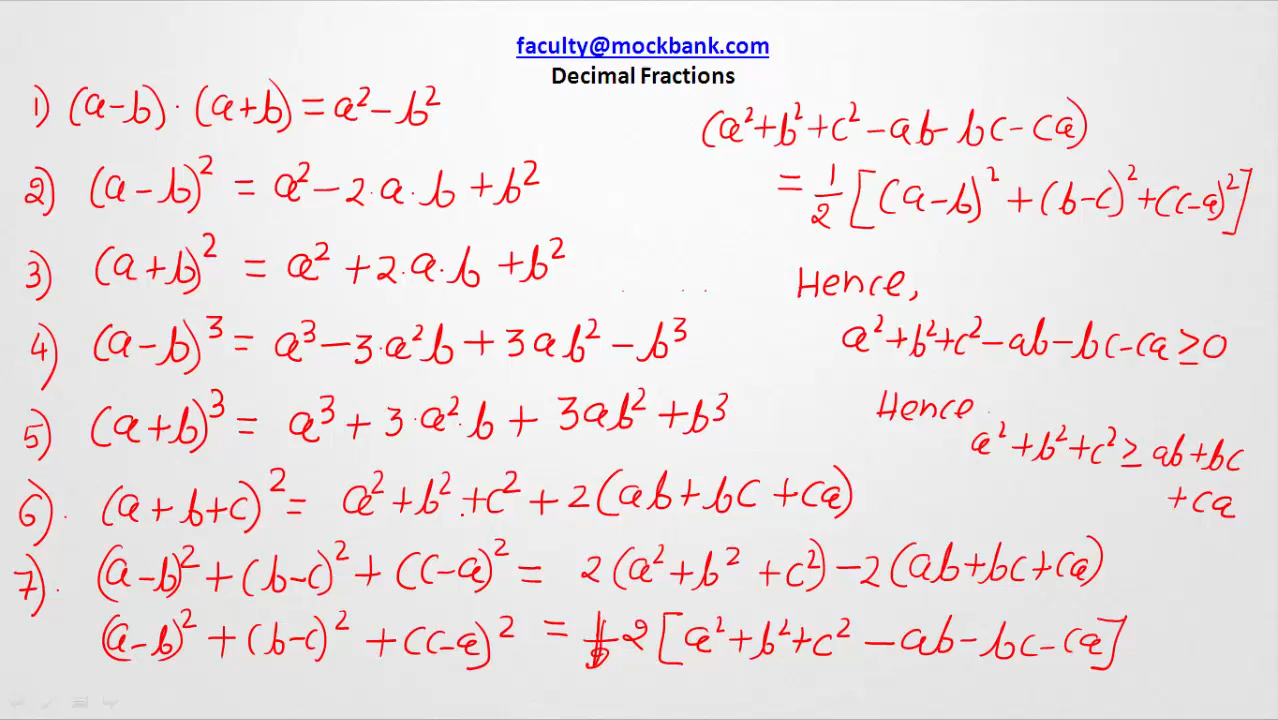 faculty@mockbank.com
Decimal Fractions
1) (a-b)·(a+b) = a²-b²
2) (a-b)² = a²-2·a·b+b²
3) (a+b)² = a²+2·a·b+b²
4) (a-b)³ = a³-3·a²b+3ab²-b³
5) (a+b)³ = a³+3·a²·b+3ab²+b³
6). (a+b+c)² = a²+b²+c²+2(ab+bc+ca)
7). (a-b)²+(b-c)²+(c-a)² = 2(a²+b²+c²)-2(ab+bc+ca)
(a-b)²+(b-c)²+(c-a)² = 2[a²+b²+c²-ab-bc-ca]
(a²+b²+c²-ab-bc-ca)
= 1/2[(a-b)²+(b-c)²+(c-a)²]
Hence,
a²+b²+c²-ab-bc-ca≥0
Hence
a²+b²+c²≥ab+bc
+ca